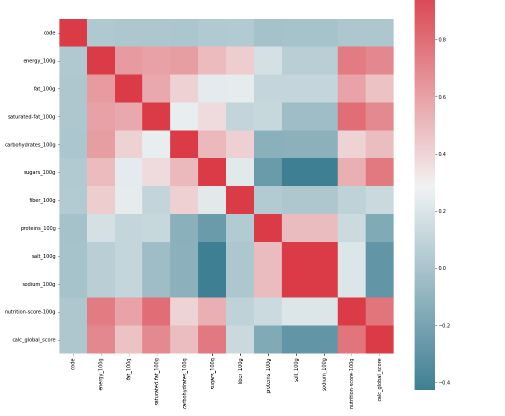 code
energy_100g
fat_100g
saturated-fat_100g
carbohydrates_100g
sugars_100g
fiber_100g
proteins_100g
salt_100g
sodium_100g
nutrition-score-100g
calc_global_score
code
energy_100g
fat_100g
saturated-fat_100g
carbohydrates_100g
sugars_100g
fiber_100g
proteins_100g
salt_100g
sodium_100g
nutrition-score-100g
calc_global_score
0.8
0.6
0.4
0.2
0.0
−0.2
−0.4